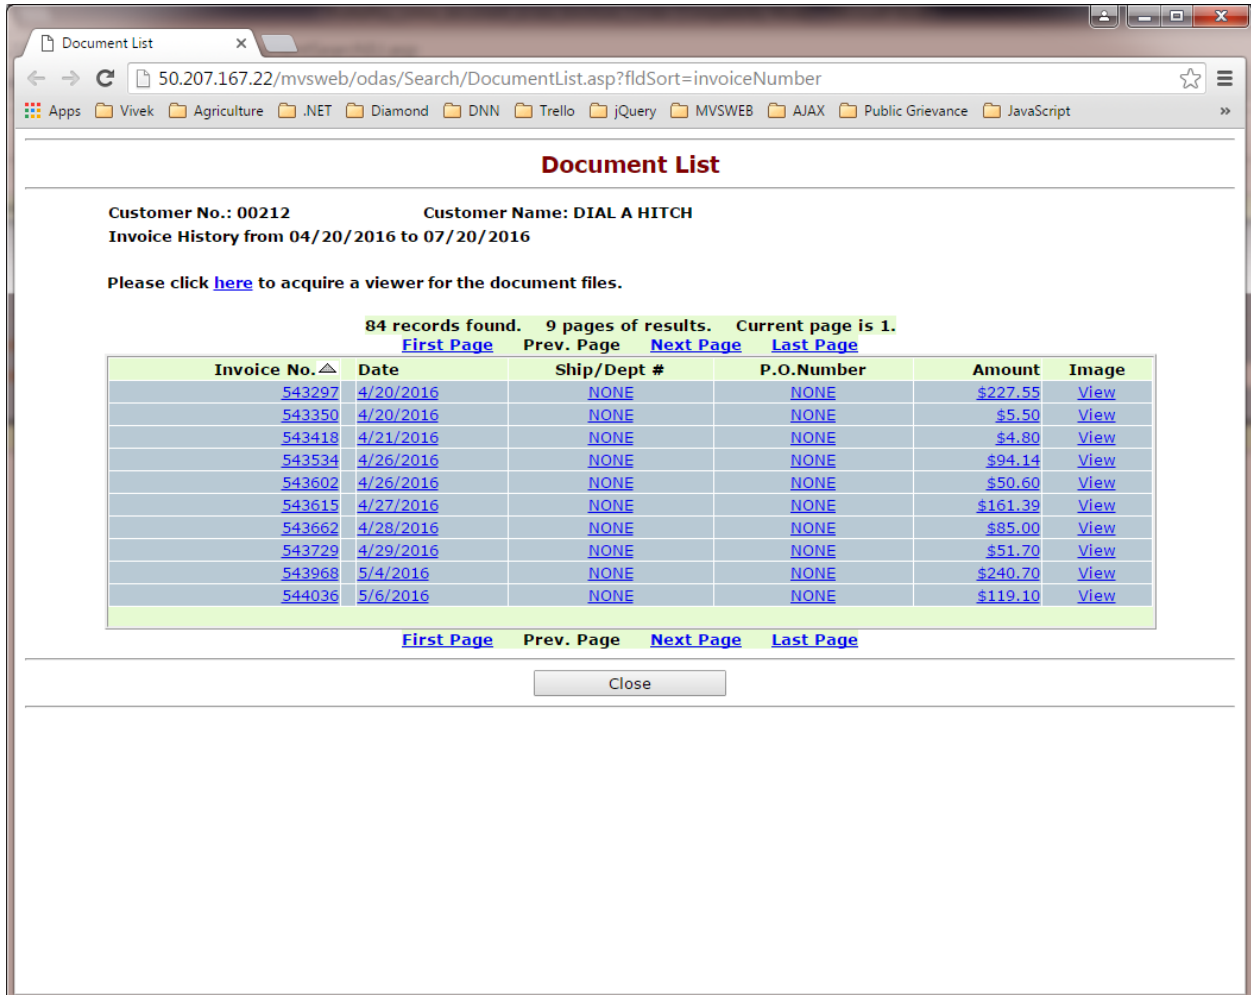 Document List
50.207.167.22/mvsweb/odas/Search/DocumentList.asp?fldSort=invoiceNumber
Apps Vivek Agriculture .NET Diamond DNN Trello jQuery MVSWEB AJAX Public Grievance JavaScript »
Document List
Customer No.: 00212 Customer Name: DIAL A HITCH
Invoice History from 04/20/2016 to 07/20/2016
Please click here to acquire a viewer for the document files.
84 records found. 9 pages of results. Current page is 1.
First Page Prev. Page Next Page Last Page
Invoice No. Date Ship/Dept # P.O.Number Amount Image
543297 4/20/2016 NONE NONE $227.55 View
543350 4/20/2016 NONE NONE $5.50 View
543418 4/21/2016 NONE NONE $4.80 View
543534 4/26/2016 NONE NONE $94.14 View
543602 4/26/2016 NONE NONE $50.60 View
543615 4/27/2016 NONE NONE $161.39 View
543662 4/28/2016 NONE NONE $85.00 View
543729 4/29/2016 NONE NONE $51.70 View
543968 5/4/2016 NONE NONE $240.70 View
544036 5/6/2016 NONE NONE $119.10 View
First Page Prev. Page Next Page Last Page
Close